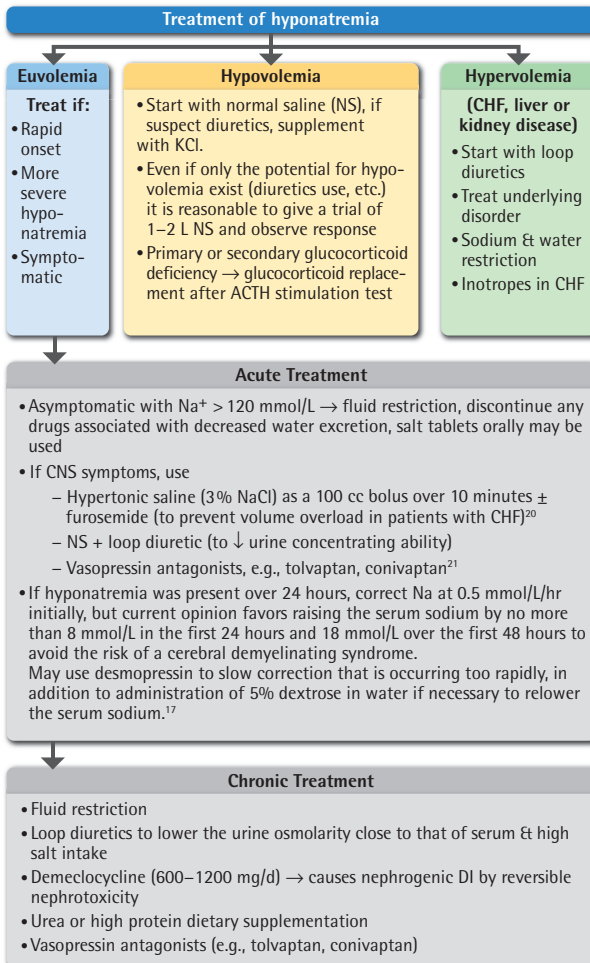 Treatment of hyponatremia
Euvolemia
Treat if:
• Rapid
onset
• More
severe
hypo-
natremia
• Sympto-
matic
Hypovolemia
• Start with normal saline (NS), if
suspect diuretics, supplement
with KCl.
• Even if only the potential for hypo-
volemia exist (diuretics use, etc.)
it is reasonable to give a trial of
1–2 L NS and observe response
• Primary or secondary glucocorticoid
deficiency → glucocorticoid replace-
ment after ACTH stimulation test
Hypervolemia
(CHF, liver or
kidney disease)
• Start with loop
diuretics
• Treat underlying
disorder
• Sodium & water
restriction
• Inotropes in CHF
Acute Treatment
• Asymptomatic with Na⁺ > 120 mmol/L → fluid restriction, discontinue any
drugs associated with decreased water excretion, salt tablets orally may be
used
• If CNS symptoms, use
– Hypertonic saline (3% NaCl) as a 100 cc bolus over 10 minutes ±
furosemide (to prevent volume overload in patients with CHF)²⁰
– NS + loop diuretic (to ↓ urine concentrating ability)
– Vasopressin antagonists, e.g., tolvaptan, conivaptan²¹
• If hyponatremia was present over 24 hours, correct Na at 0.5 mmol/L/hr
initially, but current opinion favors raising the serum sodium by no more
than 8 mmol/L in the first 24 hours and 18 mmol/L over the first 48 hours to
avoid the risk of a cerebral demyelinating syndrome.
May use desmopressin to slow correction that is occurring too rapidly, in
addition to administration of 5% dextrose in water if necessary to relower
the serum sodium.¹⁷
Chronic Treatment
• Fluid restriction
• Loop diuretics to lower the urine osmolarity close to that of serum & high
salt intake
• Demeclocycline (600–1200 mg/d) → causes nephrogenic DI by reversible
nephrotoxicity
• Urea or high protein dietary supplementation
• Vasopressin antagonists (e.g., tolvaptan, conivaptan)